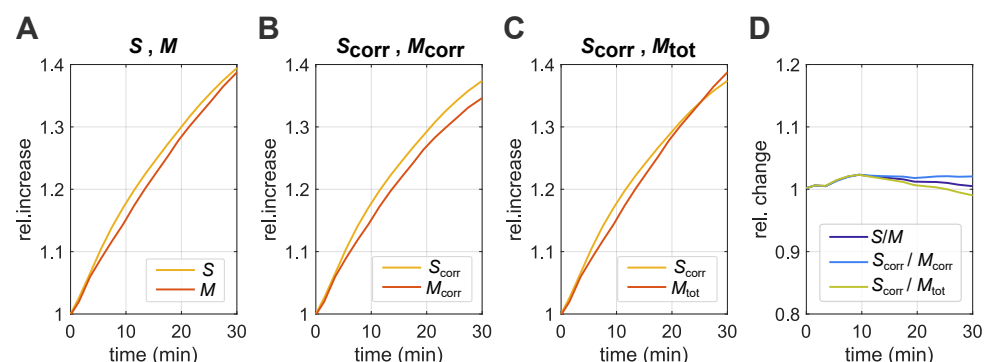 A
S , M
rel.increase
1.4
1.3
1.2
1.1
1
S
M
0 10 20 30
time (min)
B
Scorr , Mcorr
rel.increase
1.4
1.3
1.2
1.1
1
Scorr
Mcorr
0 10 20 30
time (min)
C
Scorr , Mtot
rel.increase
1.4
1.3
1.2
1.1
1
Scorr
Mtot
0 10 20 30
time (min)
D
rel. change
1.2
1.1
1
0.9
0.8
S/M
Scorr / Mcorr
Scorr / Mtot
0 10 20 30
time (min)